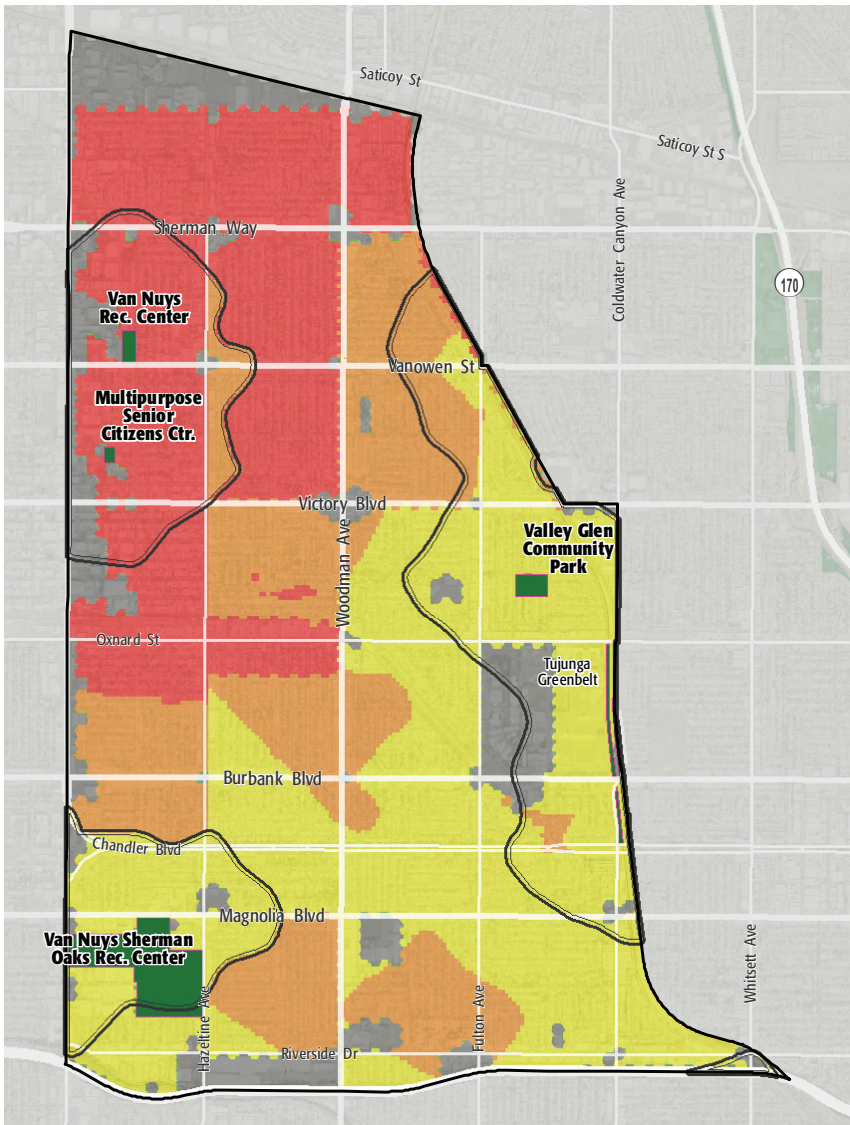 Saticoy St
Saticoy St S
Coldwater Canyon Ave
Sherman Way
170
Van Nuys
Rec. Center
Vanowen St
Multipurpose
Senior
Citizens Ctr.
Victory Blvd
Woodman Ave
Valley Glen
Community
Park
Oxnard St
Tujunga
Greenbelt
Burbank Blvd
Chandler Blvd
Magnolia Blvd
Van Nuys Sherman
Oaks Rec. Center
Whitsett Ave
Hazeltine Ave
Fulton Ave
Riverside Dr